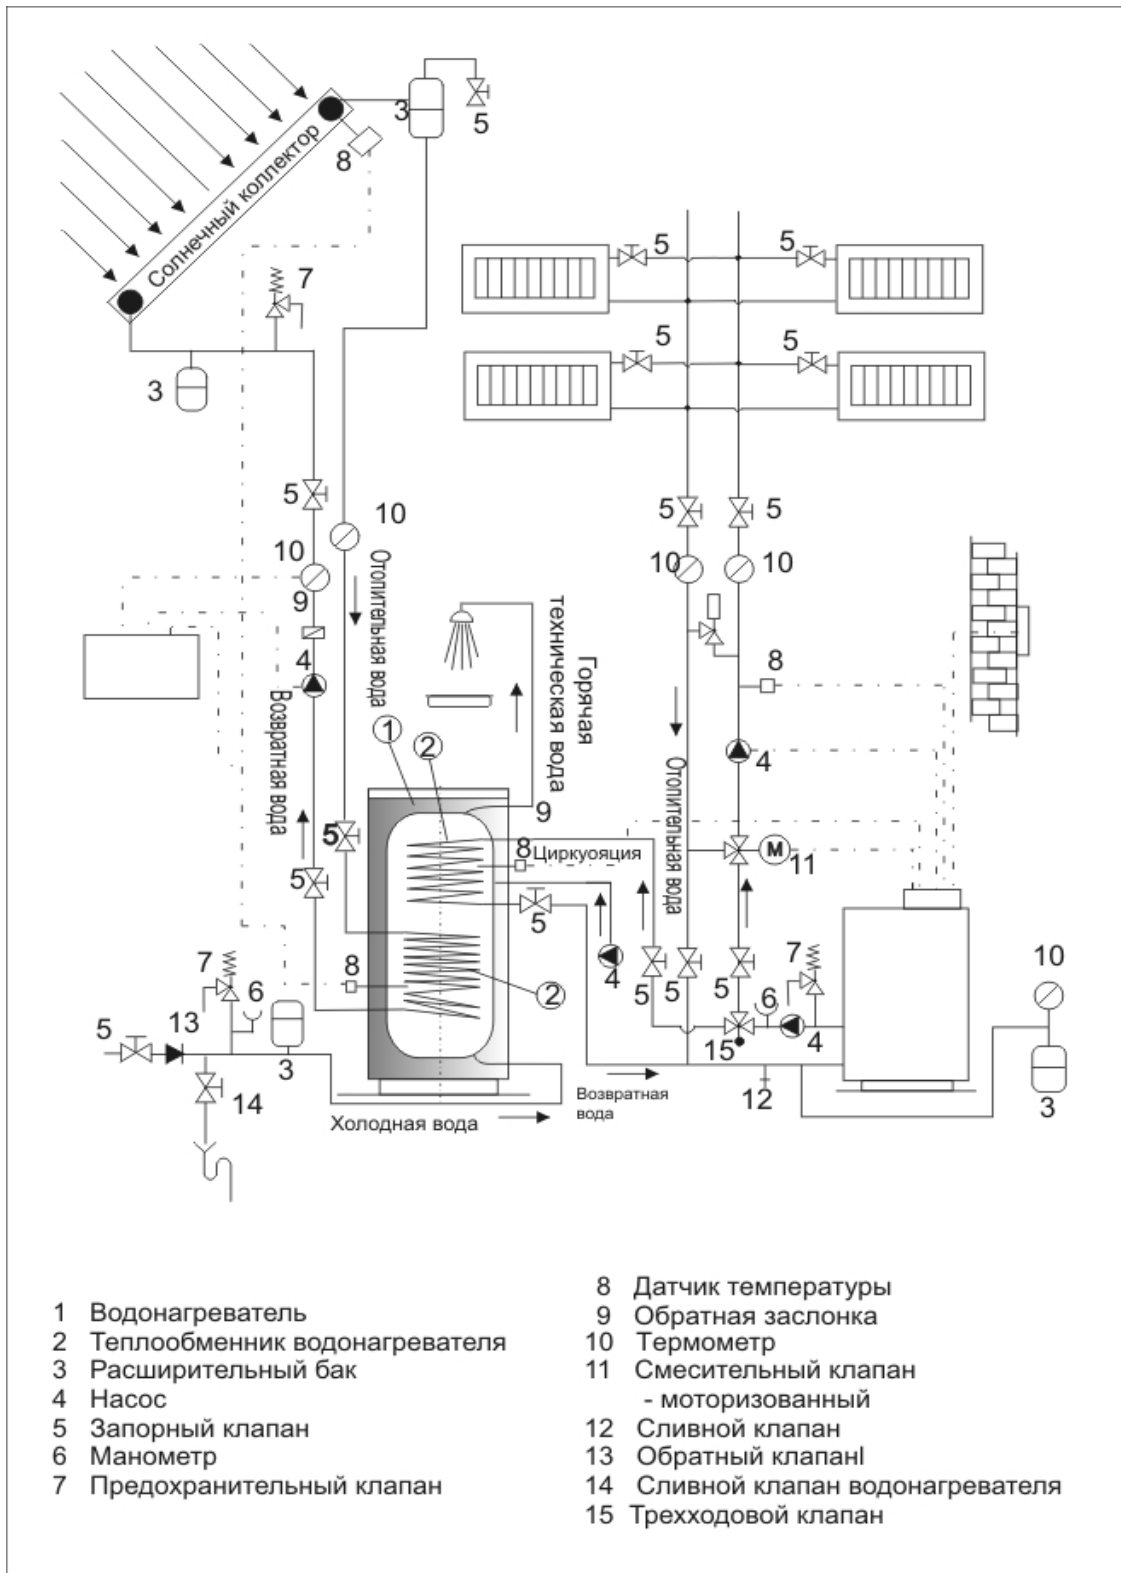 3
5
8
Солнечный коллектор
7
5
5
3
5
5
5
10
5
5
10
10
10
9
Отопительная вода
техническая вода
Горячая
4
8
Возвратная вода
1
2
4
Отопительная вода
5
9
8
Циркуояция
М
11
5
5
7
8
6
2
4
5
5
5
7
6
10
5
13
3
15
4
14
12
3
Холодная вода
Возвратная
вода
1 Водонагреватель
2 Теплообменник водонагревателя
3 Расширительный бак
4 Насос
5 Запорный клапан
6 Манометр
7 Предохранительный клапан
8 Датчик температуры
9 Обратная заслонка
10 Термометр
11 Смесительный клапан
- моторизованный
12 Сливной клапан
13 Обратный клапанl
14 Сливной клапан водонагревателя
15 Трехходовой клапан